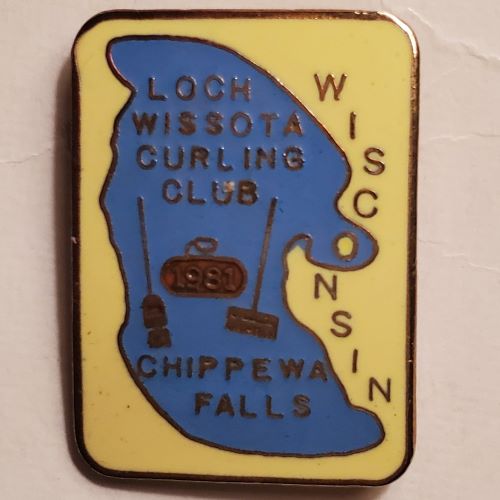 LOCH
WISSOTA
CURLING
CLUB
1981
CHIPPEWA
FALLS
WISCONSIN